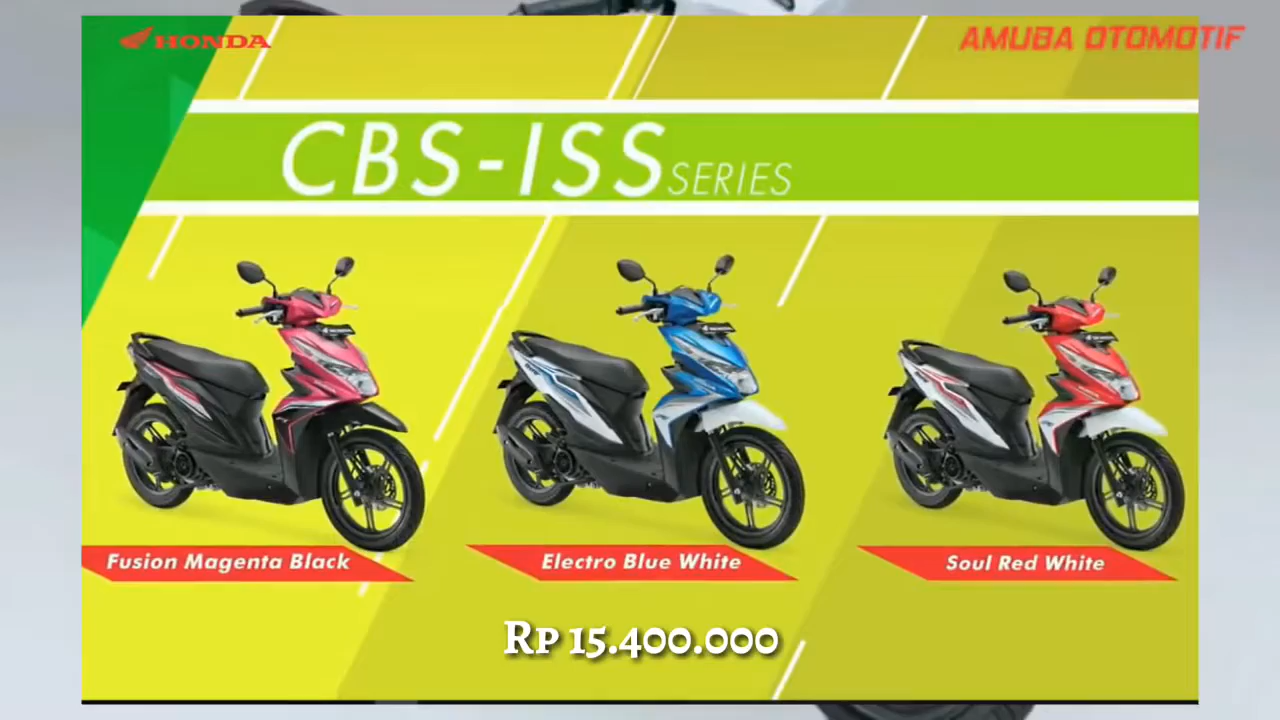 HONDA
AMUBA OTOMOTIF
CBS-ISS SERIES
Fusion Magenta Black
Electro Blue White
Soul Red White
Rp 15.400.000